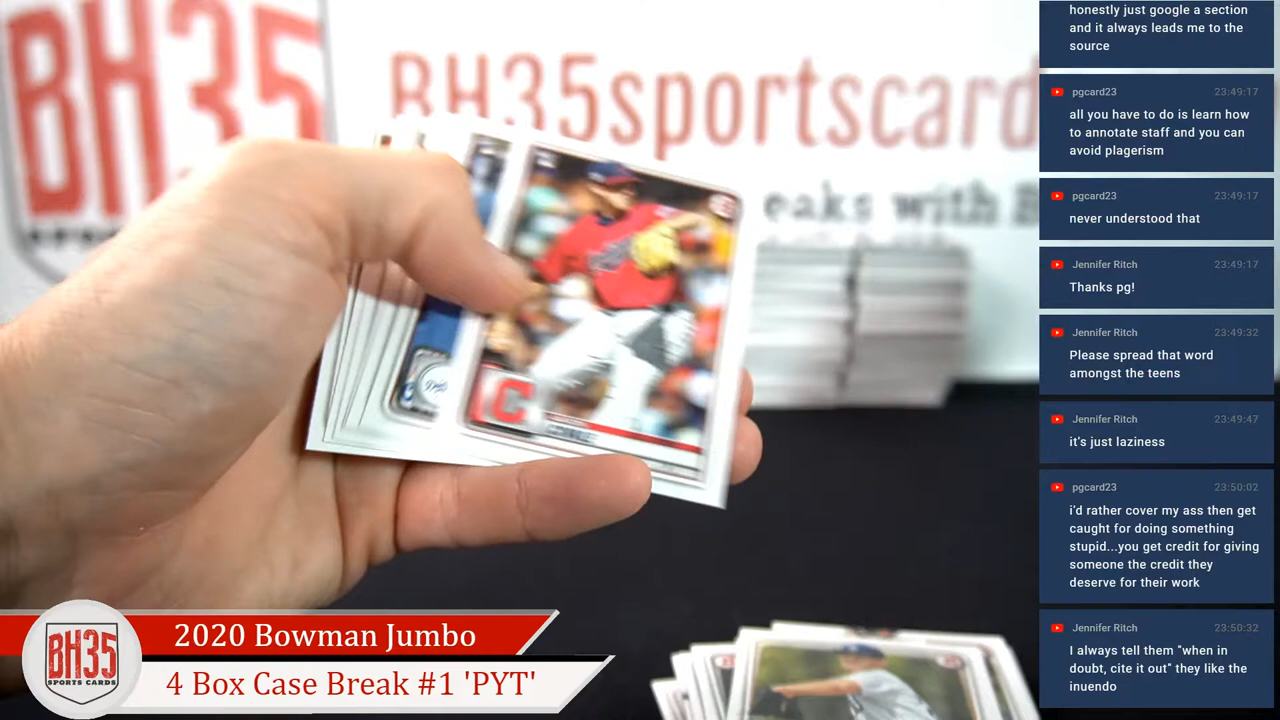 BH35
BH35sportscard
eaks with
C
honestly just google a section
and it always leads me to the
source
pgcard23 23:49:17
all you have to do is learn how
to annotate staff and you can
avoid plagerism
pgcard23 23:49:17
never understood that
Jennifer Ritch 23:49:17
Thanks pg!
Jennifer Ritch 23:49:32
Please spread that word
amongst the teens
Jennifer Ritch 23:49:47
it's just laziness
pgcard23 23:50:02
i'd rather cover my ass then get
caught for doing something
stupid...you get credit for giving
someone the credit they
deserve for their work
Jennifer Ritch 23:50:32
I always tell them "when in
doubt, cite it out" they like the
inuendo
BH35
SPORTS CARDS
2020 Bowman Jumbo
4 Box Case Break #1 'PYT'